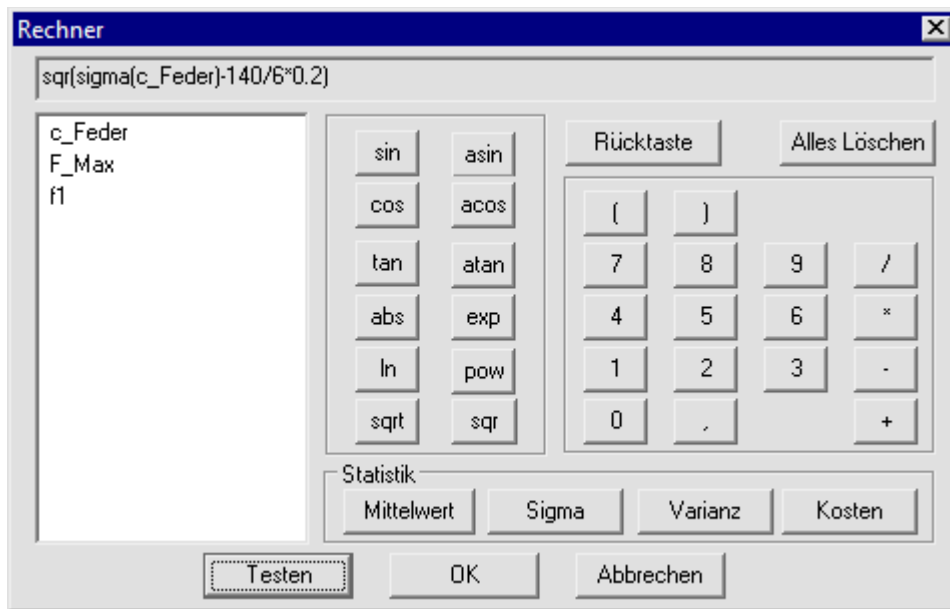 Rechner
sqr(sigma(c_Feder)-140/6*0.2)
c_Feder
F_Max
f1
sin asin
cos acos
tan atan
abs exp
ln pow
sqrt sqr
Rücktaste Alles Löschen
( )
7 8 9 /
4 5 6 *
1 2 3 -
0 , +
Statistik
Mittelwert Sigma Varianz Kosten
Testen OK Abbrechen